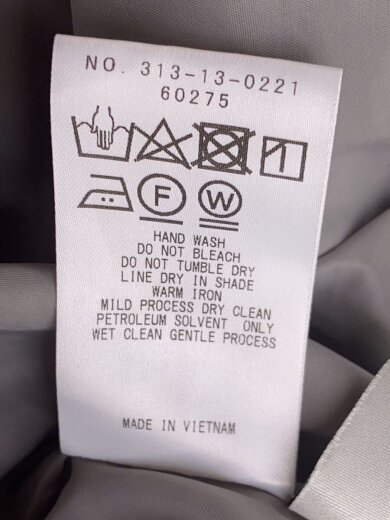 NO. 313-13-0221
60275
F W
HAND WASH
DO NOT BLEACH
DO NOT TUMBLE DRY
LINE DRY IN SHADE
WARM IRON
MILD PROCESS DRY CLEAN
PETROLEUM SOLVENT ONLY
WET CLEAN GENTLE PROCESS
MADE IN VIETNAM